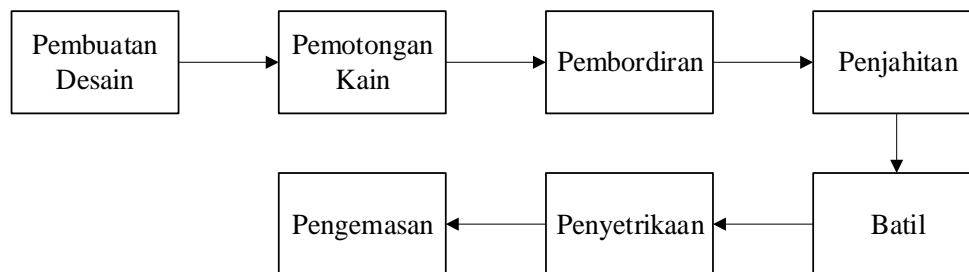 Pembuatan
Desain
Pemotongan
Kain
Pembordiran
Penjahitan
Batil
Penyetrikaan
Pengemasan